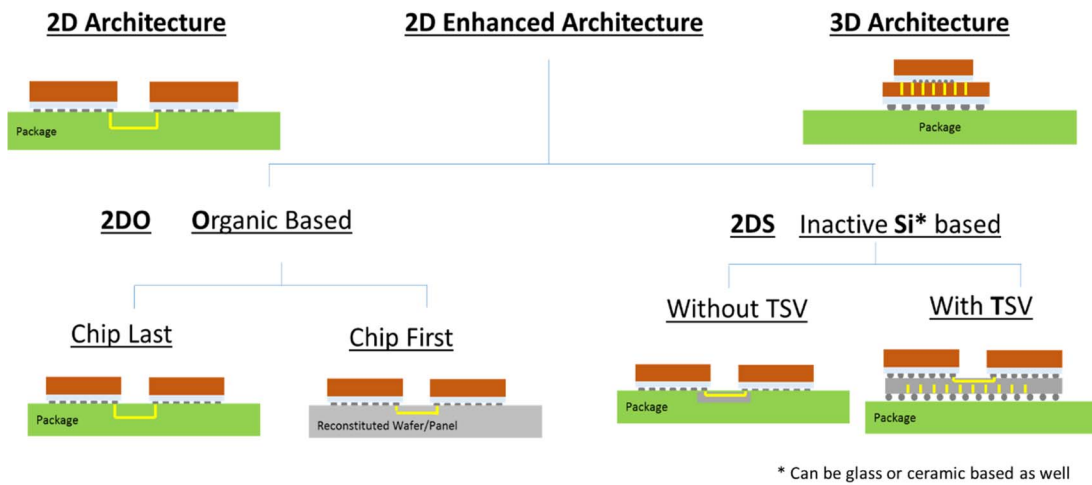 2D Architecture
2D Enhanced Architecture
3D Architecture
Package
Package
2DO Organic Based
2DS Inactive Si* based
Chip Last
Chip First
Without TSV
With TSV
Package
Reconstituted Wafer/Panel
Package
Package
* Can be glass or ceramic based as well